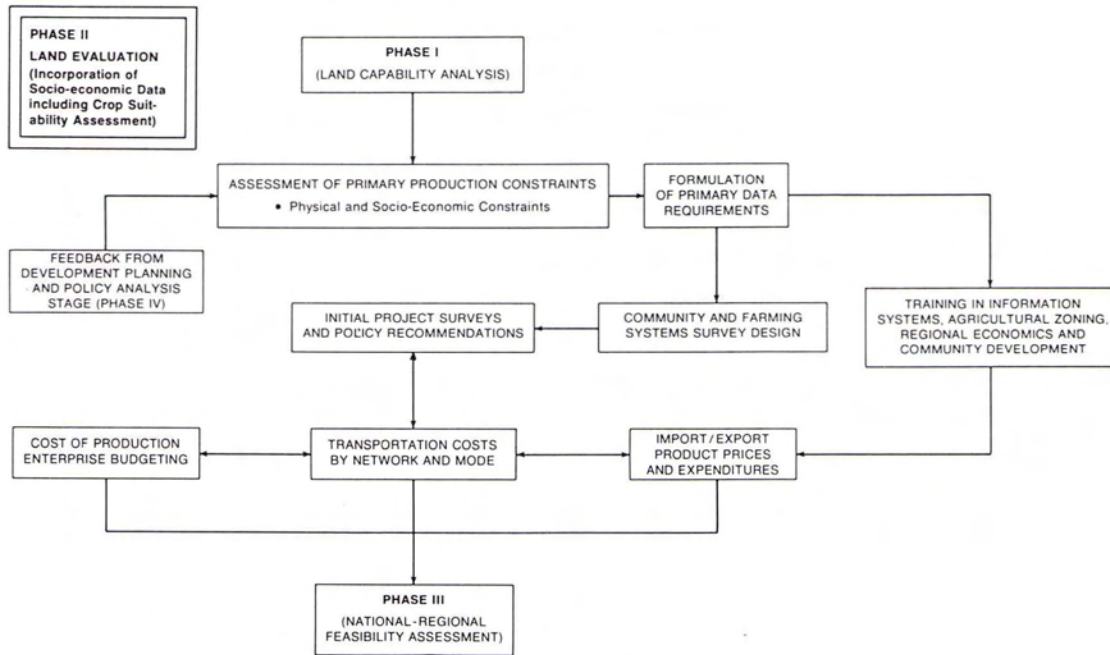 PHASE II
LAND EVALUATION
(Incorporation of
Socio-economic Data
including Crop Suit-
ability Assessment)
PHASE I
(LAND CAPABILITY ANALYSIS)
ASSESSMENT OF PRIMARY PRODUCTION CONSTRAINTS
• Physical and Socio-Economic Constraints
FORMULATION
OF PRIMARY DATA
REQUIREMENTS
FEEDBACK FROM
DEVELOPMENT PLANNING
AND POLICY ANALYSIS
STAGE (PHASE IV)
INITIAL PROJECT SURVEYS
AND POLICY RECOMMENDATIONS
COMMUNITY AND FARMING
SYSTEMS SURVEY DESIGN
TRAINING IN INFORMATION
SYSTEMS, AGRICULTURAL ZONING,
REGIONAL ECONOMICS AND
COMMUNITY DEVELOPMENT
COST OF PRODUCTION
ENTERPRISE BUDGETING
TRANSPORTATION COSTS
BY NETWORK AND MODE
IMPORT/EXPORT
PRODUCT PRICES
AND EXPENDITURES
PHASE III
(NATIONAL-REGIONAL
FEASIBILITY ASSESSMENT)